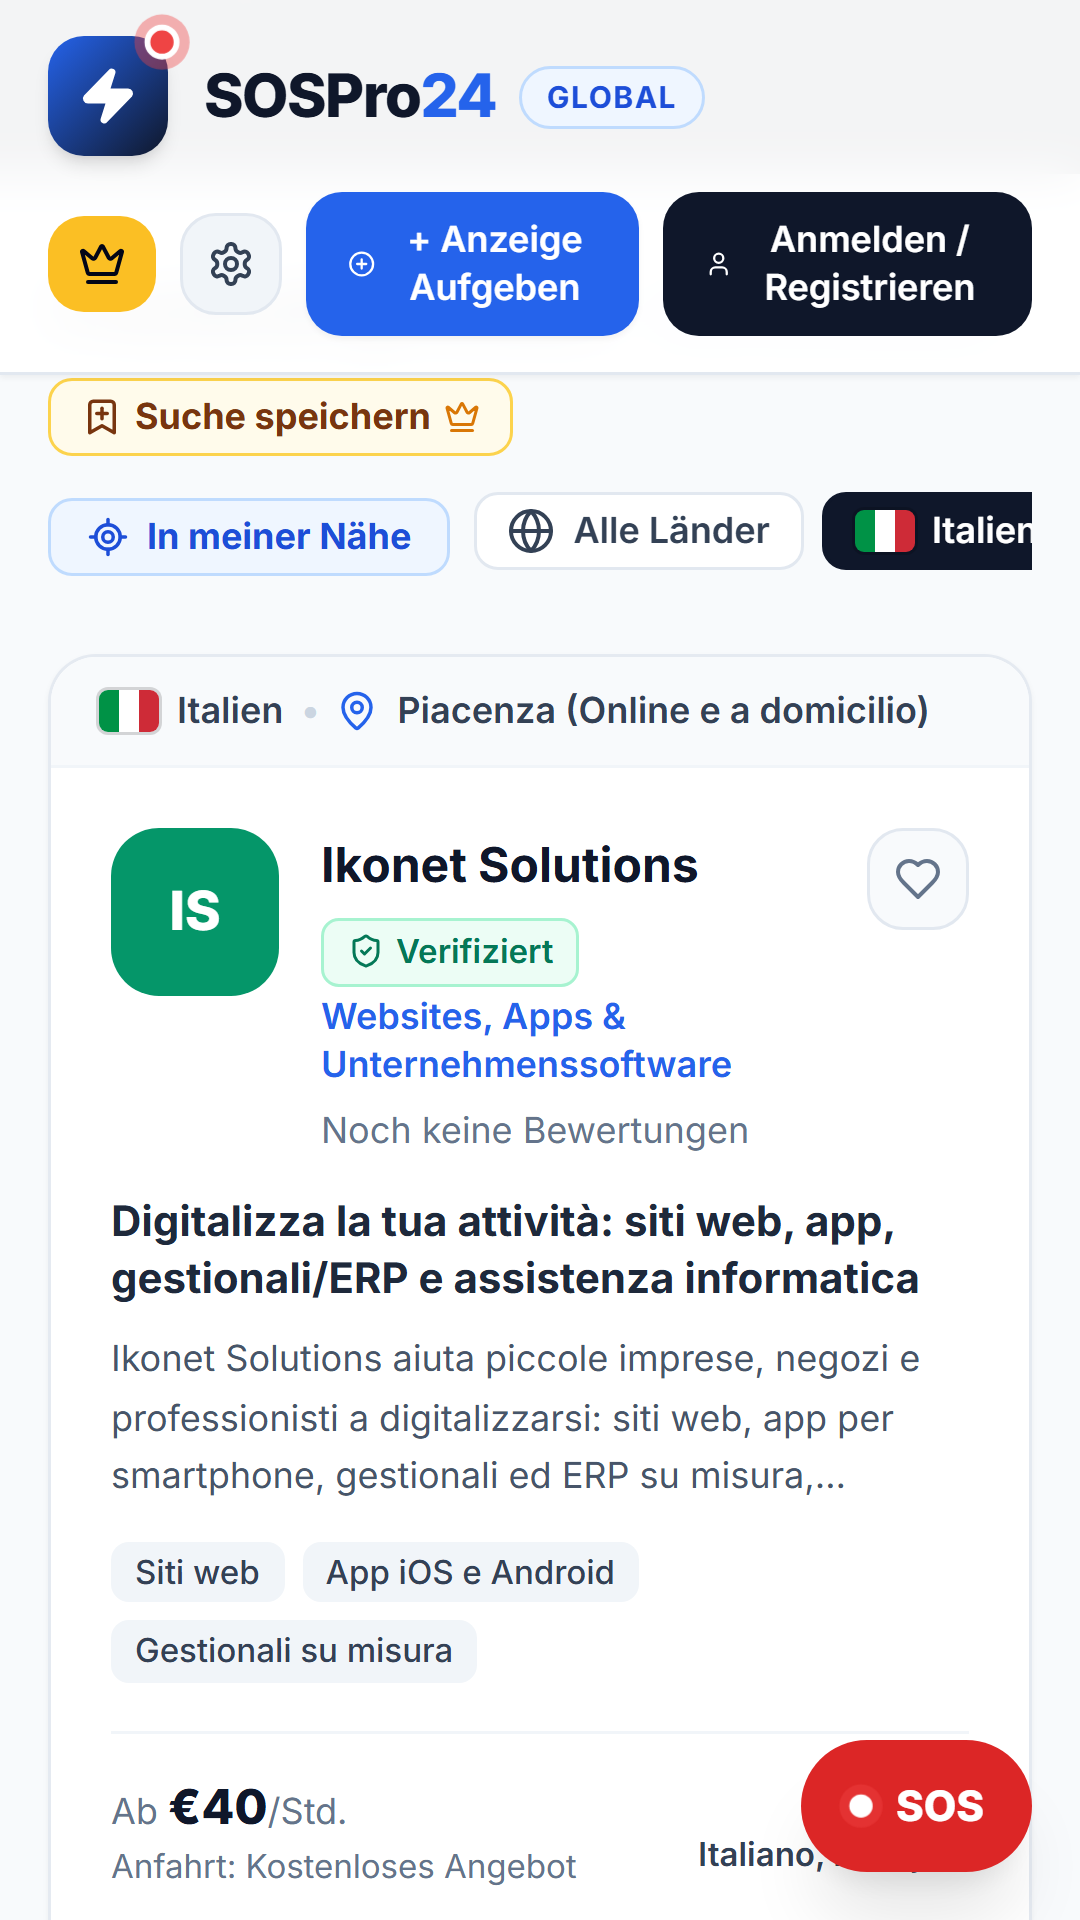 SOSPro24 GLOBAL
+ Anzeige
Aufgeben
Anmelden /
Registrieren
Suche speichern
In meiner Nähe
Alle Länder
Italien
Italien • Piacenza (Online e a domicilio)
IS
Ikonet Solutions
Verifiziert
Websites, Apps &
Unternehmenssoftware
Noch keine Bewertungen
Digitalizza la tua attività: siti web, app,
gestionali/ERP e assistenza informatica
Ikonet Solutions aiuta piccole imprese, negozi e
professionisti a digitalizzarsi: siti web, app per
smartphone, gestionali ed ERP su misura,...
Siti web
App iOS e Android
Gestionali su misura
Ab €40/Std.
Anfahrt: Kostenloses Angebot
Italiano,
SOS